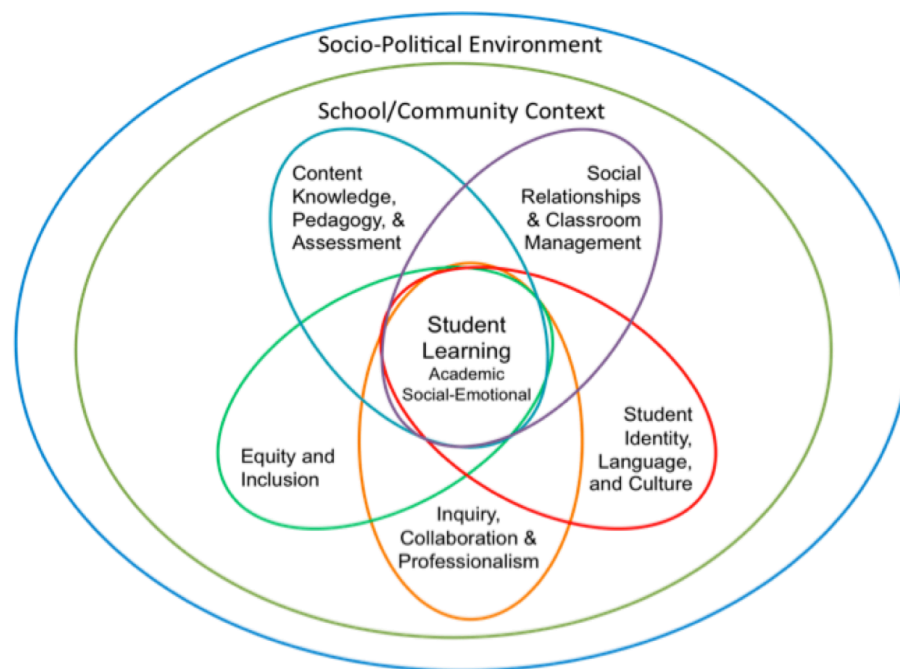 Socio-Political Environment
School/Community Context
Content
Knowledge,
Pedagogy, &
Assessment
Social
Relationships
& Classroom
Management
Student
Learning
Academic
Social-Emotional
Equity and
Inclusion
Student
Identity,
Language,
and Culture
Inquiry,
Collaboration &
Professionalism